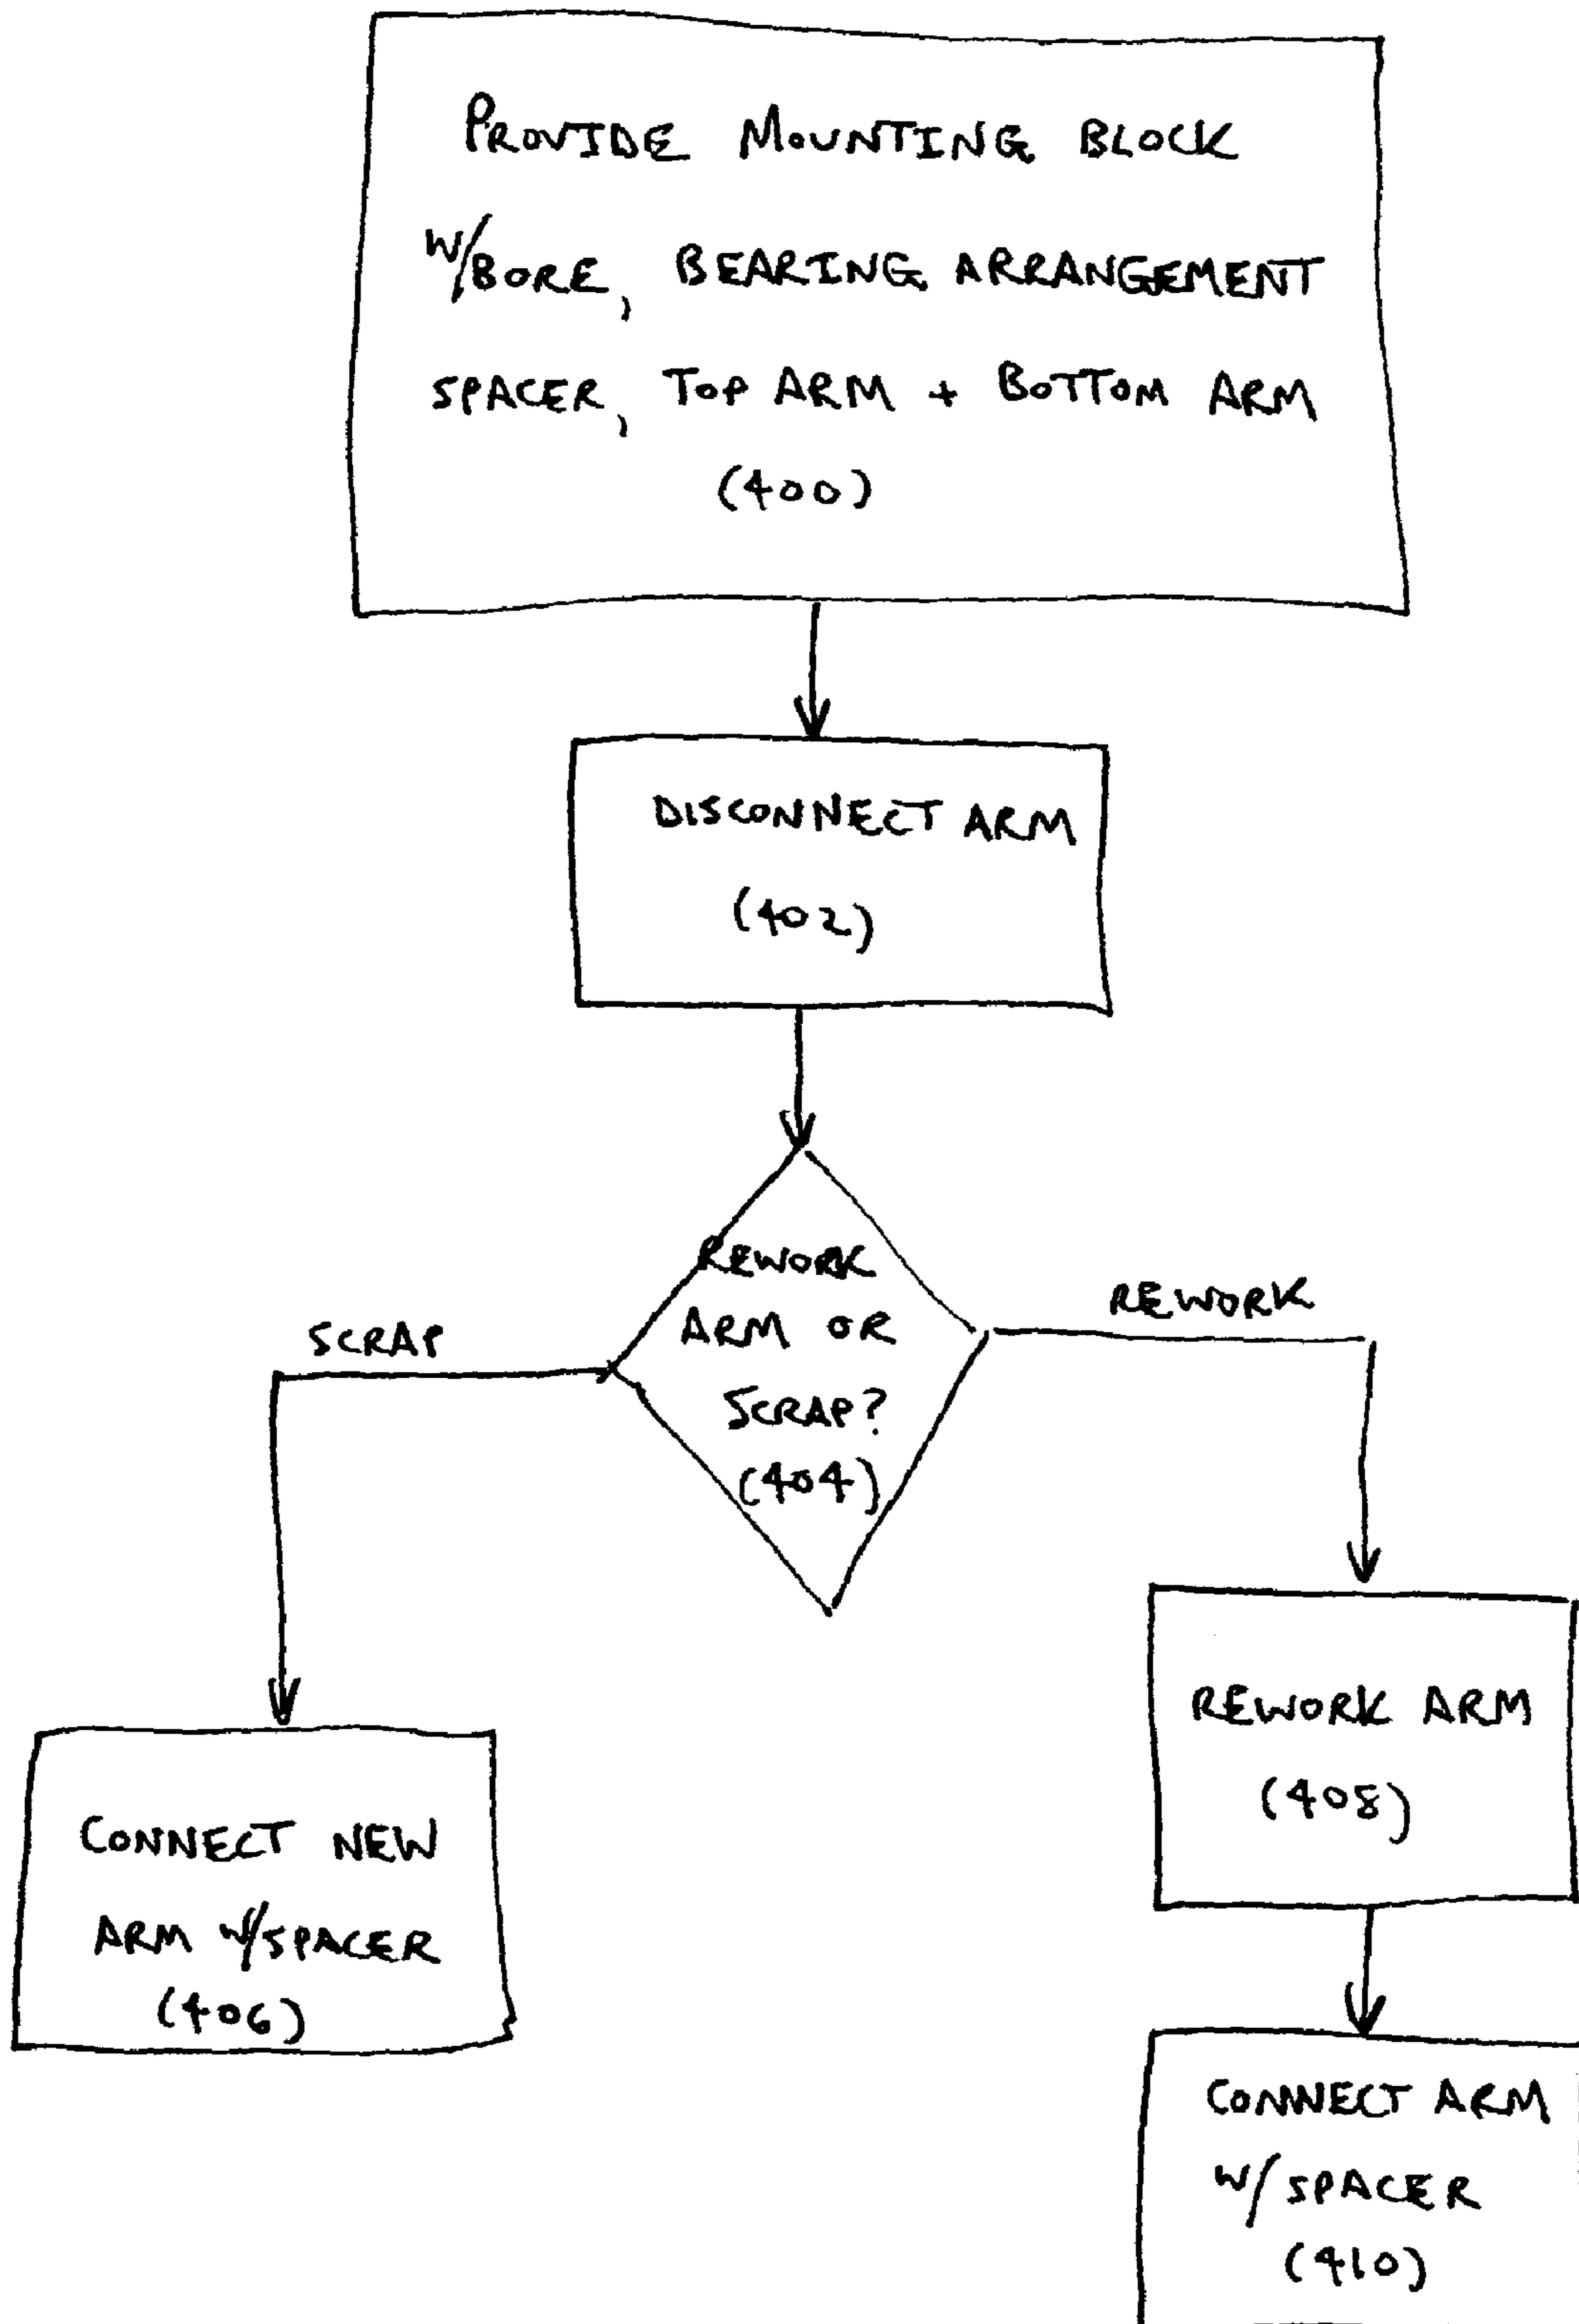 PROVIDE MOUNTING BLOCK
W/BORE, BEARING ARRANGEMENT
SPACER, TOP ARM + BOTTOM ARM
(400)
DISCONNECT ARM
(402)
REWORK
ARM OR
SCRAP?
(404)
SCRAP
REWORK
CONNECT NEW
ARM W/SPACER
(406)
REWORK ARM
(408)
CONNECT ARM
W/SPACER
(410)